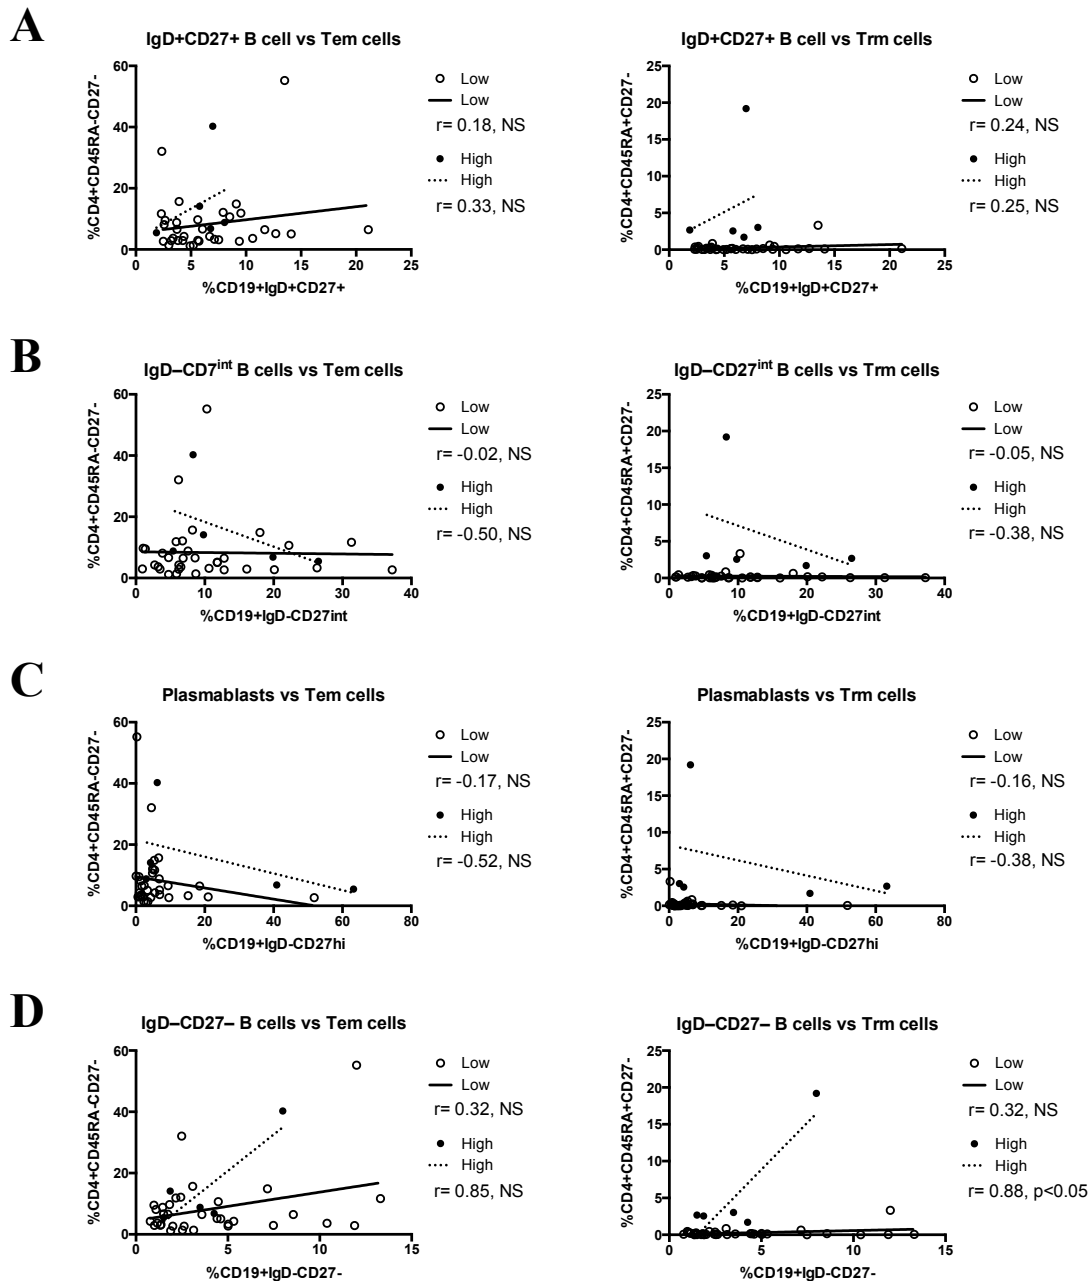 A
IgD+CD27+ B cell vs Tem cells
%CD4+CD45RA-CD27-
60
40
20
0
0 5 10 15 20 25
%CD19+IgD+CD27+
Low
Low
r= 0.18, NS
High
High
r= 0.33, NS
IgD+CD27+ B cell vs Trm cells
%CD4+CD45RA+CD27-
25
20
15
10
5
0
0 5 10 15 20 25
%CD19+IgD+CD27+
Low
Low
r= 0.24, NS
High
High
r= 0.25, NS
B
IgD–CD7int B cells vs Tem cells
%CD4+CD45RA-CD27-
60
40
20
0
0 10 20 30 40
%CD19+IgD-CD27int
Low
Low
r= -0.02, NS
High
High
r= -0.50, NS
IgD–CD27int B cells vs Trm cells
%CD4+CD45RA+CD27-
25
20
15
10
5
0
0 10 20 30 40
%CD19+IgD-CD27int
Low
Low
r= -0.05, NS
High
High
r= -0.38, NS
C
Plasmablasts vs Tem cells
%CD4+CD45RA-CD27-
60
40
20
0
0 20 40 60 80
%CD19+IgD-CD27hi
Low
Low
r= -0.17, NS
High
High
r= -0.52, NS
Plasmablasts vs Trm cells
%CD4+CD45RA+CD27-
25
20
15
10
5
0
0 20 40 60 80
%CD19+IgD-CD27hi
Low
Low
r= -0.16, NS
High
High
r= -0.38, NS
D
IgD–CD27– B cells vs Tem cells
%CD4+CD45RA-CD27-
60
40
20
0
0 5 10 15
%CD19+IgD-CD27-
Low
Low
r= 0.32, NS
High
High
r= 0.85, NS
IgD–CD27– B cells vs Trm cells
%CD4+CD45RA+CD27-
25
20
15
10
5
0
0 5 10 15
%CD19+IgD-CD27-
Low
Low
r= 0.32, NS
High
High
r= 0.88, p<0.05